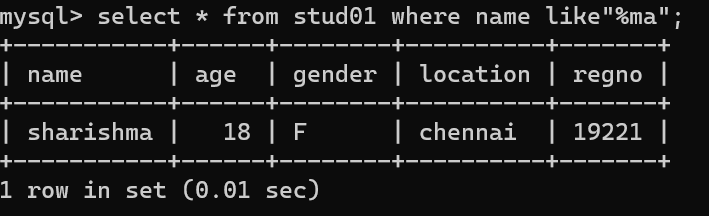 mysql> select * from stud01 where name like"%ma";
+-----------+------+--------+----------+-------+
| name      | age  | gender | location | regno |
+-----------+------+--------+----------+-------+
| sharishma |   18 | F      | chennai  | 19221 |
+-----------+------+--------+----------+-------+
1 row in set (0.01 sec)